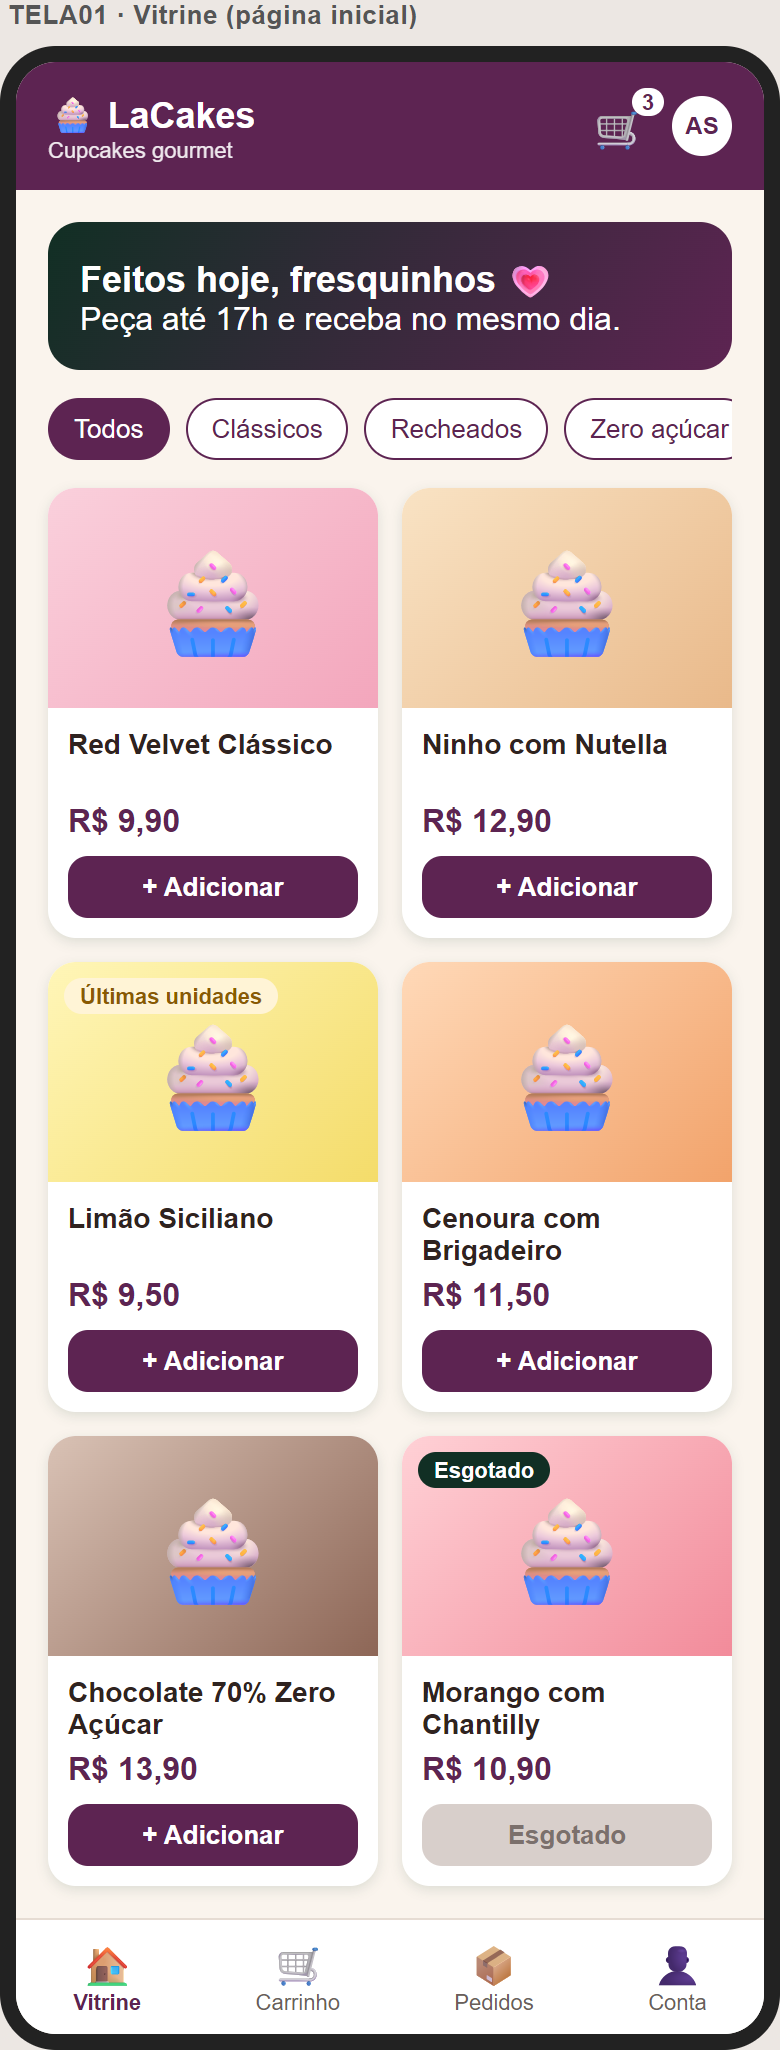 TELA01 · Vitrine (página inicial)
LaCakes
Cupcakes gourmet
3
AS
Feitos hoje, fresquinhos
Peça até 17h e receba no mesmo dia.
Todos
Clássicos
Recheados
Zero açúcar
Red Velvet Clássico
R$ 9,90
+ Adicionar
Ninho com Nutella
R$ 12,90
+ Adicionar
Últimas unidades
Limão Siciliano
R$ 9,50
+ Adicionar
Cenoura com
Brigadeiro
R$ 11,50
+ Adicionar
Chocolate 70% Zero
Açúcar
R$ 13,90
+ Adicionar
Esgotado
Morango com
Chantilly
R$ 10,90
Esgotado
Vitrine
Carrinho
Pedidos
Conta